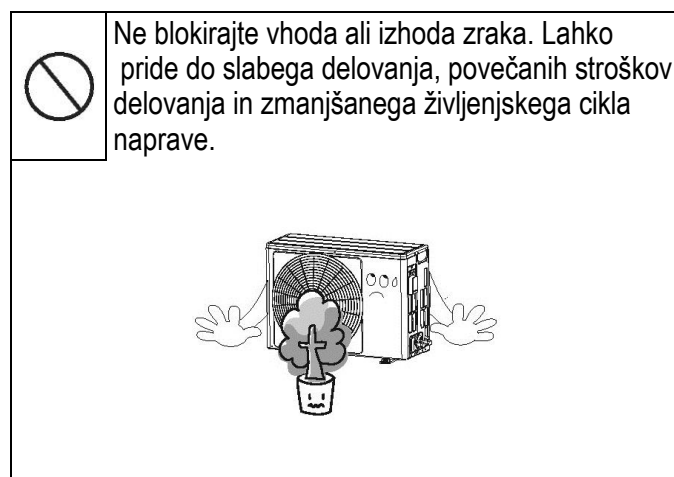 Ne blokirajte vhoda ali izhoda zraka. Lahko
pride do slabega delovanja, povečanih stroškov
delovanja in zmanjšanega življenjskega cikla
naprave.